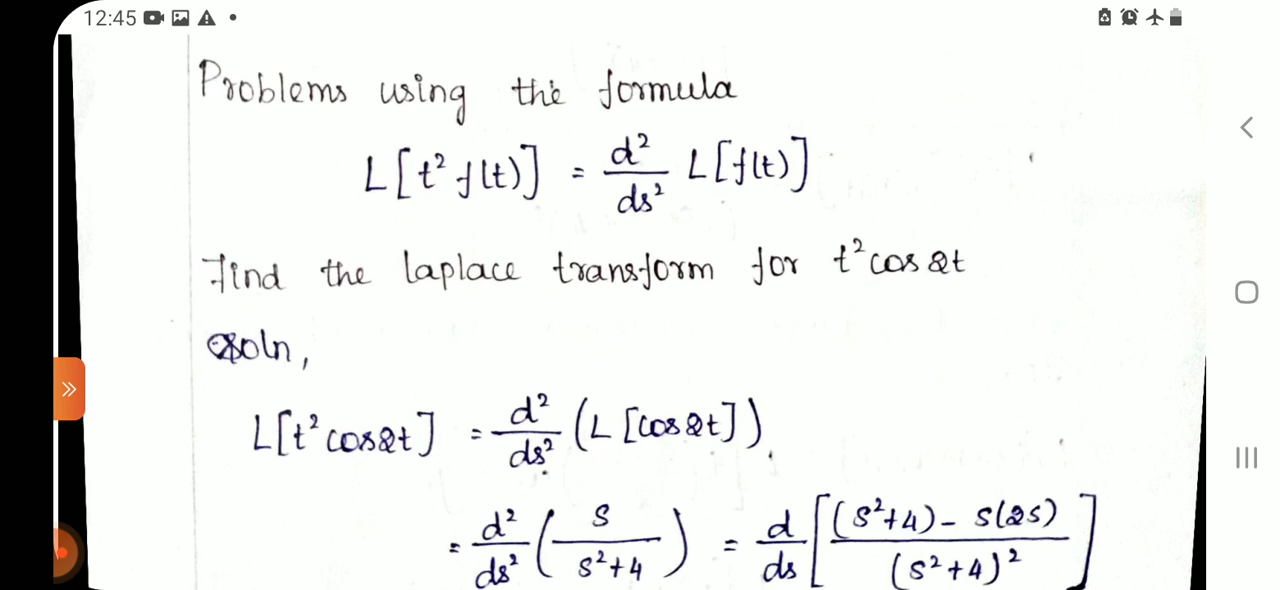 12:45
Problems using the formula
L[t² f(t)] = d²/ds² L[f(t)]
Find the laplace transform for t² cos 2t
Soln,
L[t² cos2t] = d²/ds² (L [cos 2t])
= d²/ds² (s/(s²+4)) = d/ds [((s²+4) - s(2s))/(s²+4)²]